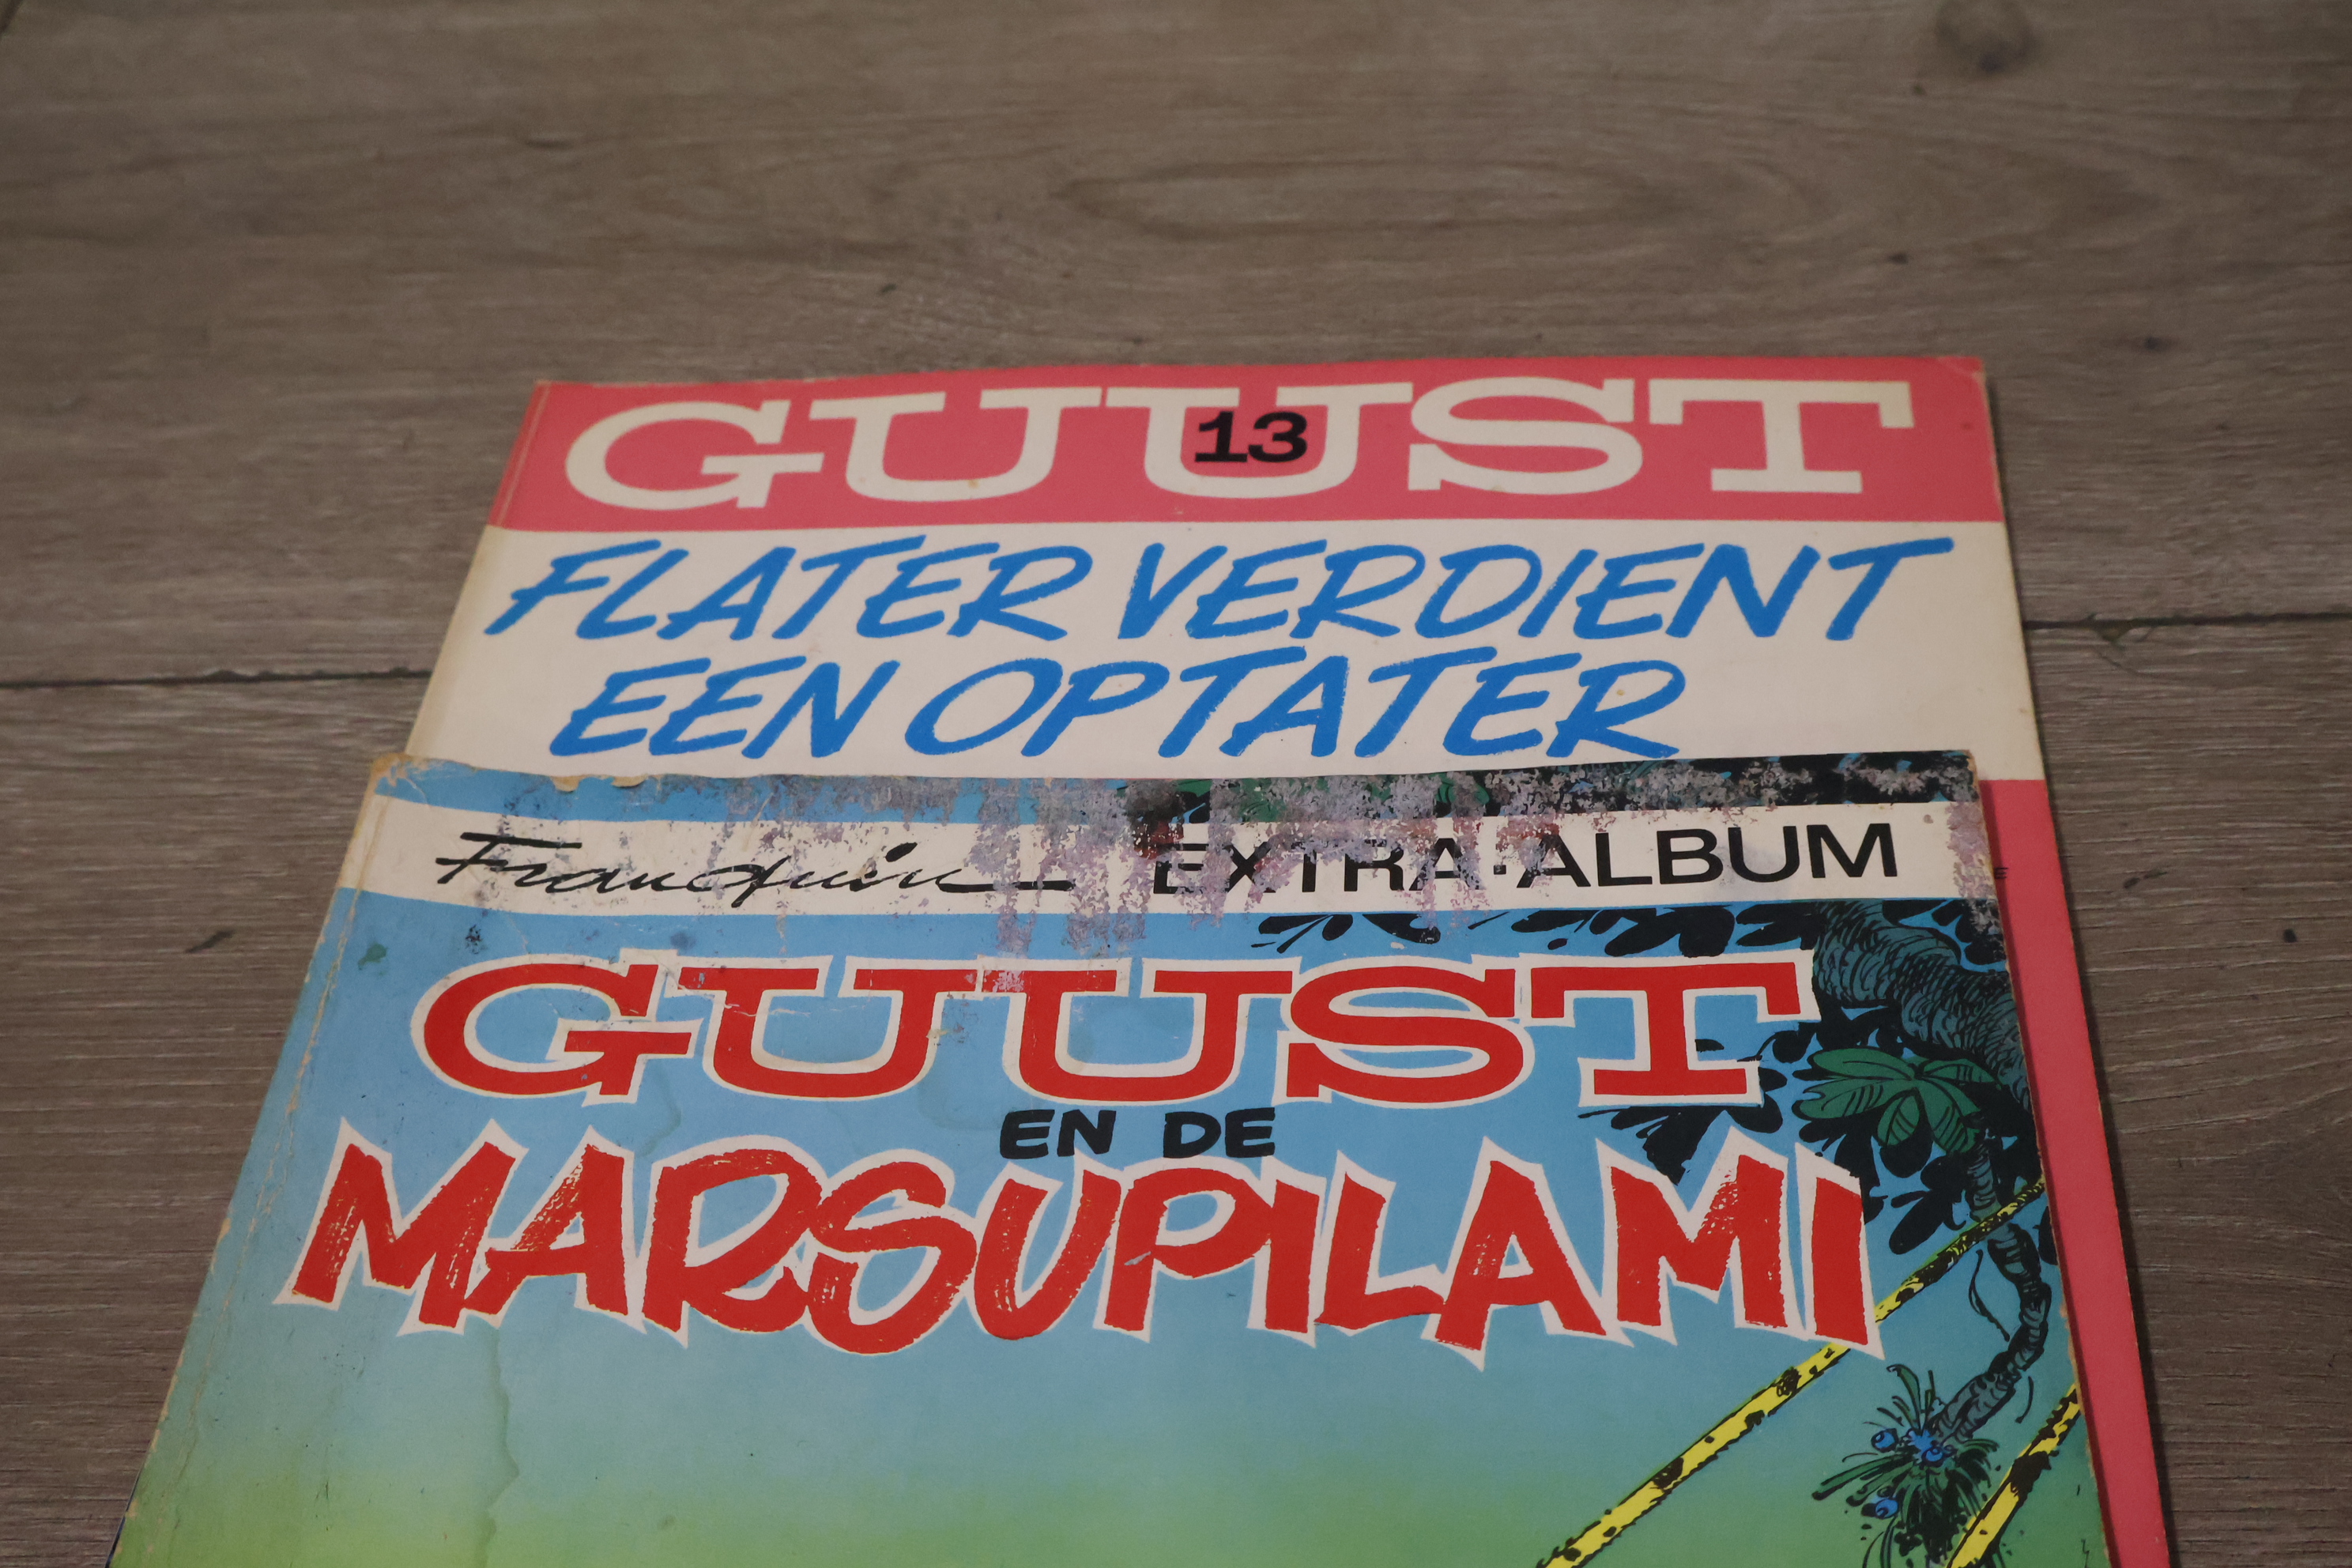 GUUST
13
FLATER VERDIENT
EEN OPTATER
Franquin EXTRA-ALBUM
GUUST
EN DE
MARSUPILAMI